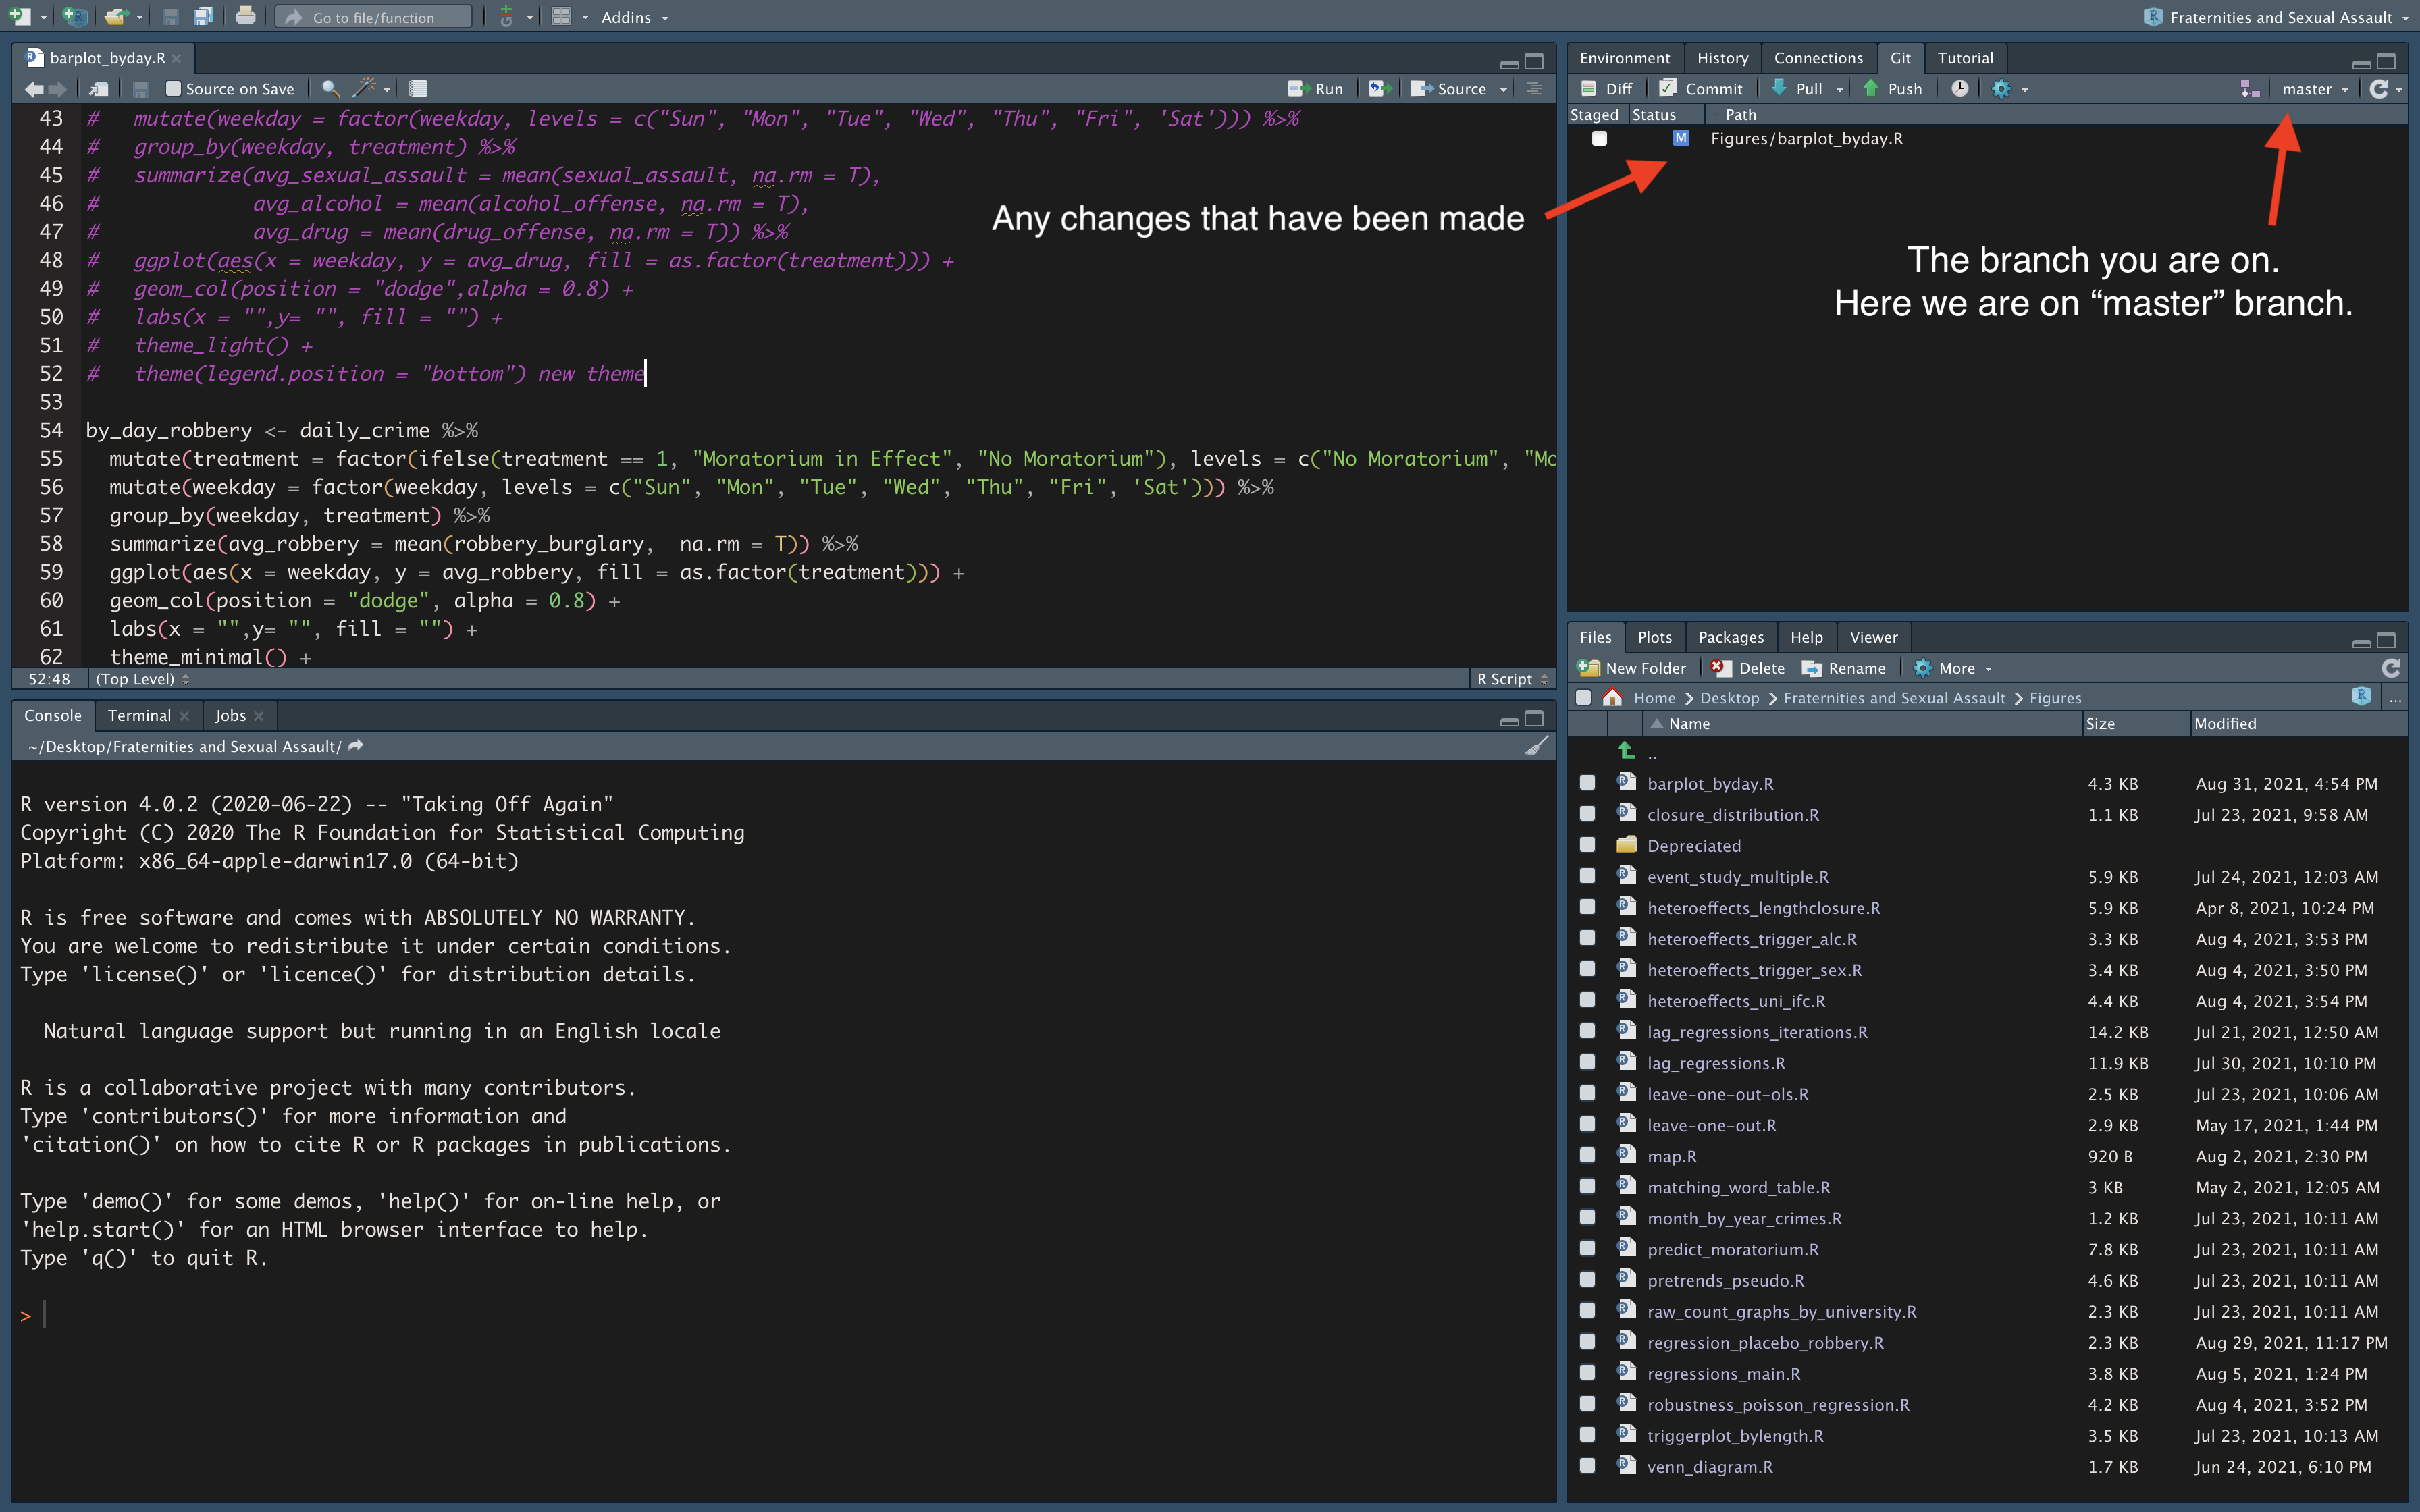 Go to file/function
Addins
Fraternities and Sexual Assault
barplot_byday.R
Source on Save
Run
Source
43 #   mutate(weekday = factor(weekday, levels = c("Sun", "Mon", "Tue", "Wed", "Thu", "Fri", 'Sat'))) %>%
44 #   group_by(weekday, treatment) %>%
45 #   summarize(avg_sexual_assault = mean(sexual_assault, na.rm = T),
46 #             avg_alcohol = mean(alcohol_offense, na.rm = T),
47 #             avg_drug = mean(drug_offense, na.rm = T)) %>%
48 #   ggplot(aes(x = weekday, y = avg_drug, fill = as.factor(treatment))) +
49 #   geom_col(position = "dodge",alpha = 0.8) +
50 #   labs(x = "",y= "", fill = "") +
51 #   theme_light() +
52 #   theme(legend.position = "bottom") new theme
53
54 by_day_robbery <- daily_crime %>%
55   mutate(treatment = factor(ifelse(treatment == 1, "Moratorium in Effect", "No Moratorium"), levels = c("No Moratorium", "Mo
56   mutate(weekday = factor(weekday, levels = c("Sun", "Mon", "Tue", "Wed", "Thu", "Fri", 'Sat'))) %>%
57   group_by(weekday, treatment) %>%
58   summarize(avg_robbery = mean(robbery_burglary,  na.rm = T)) %>%
59   ggplot(aes(x = weekday, y = avg_robbery, fill = as.factor(treatment))) +
60   geom_col(position = "dodge", alpha = 0.8) +
61   labs(x = "",y= "", fill = "") +
62   theme_minimal() +
52:48 (Top Level) R Script
Any changes that have been made
Environment History Connections Git Tutorial
Diff Commit Pull Push master
Staged Status Path
M Figures/barplot_byday.R
The branch you are on.
Here we are on “master” branch.
Console Terminal Jobs
~/Desktop/Fraternities and Sexual Assault/
R version 4.0.2 (2020-06-22) -- "Taking Off Again"
Copyright (C) 2020 The R Foundation for Statistical Computing
Platform: x86_64-apple-darwin17.0 (64-bit)
R is free software and comes with ABSOLUTELY NO WARRANTY.
You are welcome to redistribute it under certain conditions.
Type 'license()' or 'licence()' for distribution details.
Natural language support but running in an English locale
R is a collaborative project with many contributors.
Type 'contributors()' for more information and
'citation()' on how to cite R or R packages in publications.
Type 'demo()' for some demos, 'help()' for on-line help, or
'help.start()' for an HTML browser interface to help.
Type 'q()' to quit R.
>
Files Plots Packages Help Viewer
New Folder Delete Rename More
Home Desktop Fraternities and Sexual Assault Figures ...
Name Size Modified
..
barplot_byday.R 4.3 KB Aug 31, 2021, 4:54 PM
closure_distribution.R 1.1 KB Jul 23, 2021, 9:58 AM
Depreciated
event_study_multiple.R 5.9 KB Jul 24, 2021, 12:03 AM
heteroeffects_lengthclosure.R 5.9 KB Apr 8, 2021, 10:24 PM
heteroeffects_trigger_alc.R 3.3 KB Aug 4, 2021, 3:53 PM
heteroeffects_trigger_sex.R 3.4 KB Aug 4, 2021, 3:50 PM
heteroeffects_uni_ifc.R 4.4 KB Aug 4, 2021, 3:54 PM
lag_regressions_iterations.R 14.2 KB Jul 21, 2021, 12:50 AM
lag_regressions.R 11.9 KB Jul 30, 2021, 10:10 PM
leave-one-out-ols.R 2.5 KB Jul 23, 2021, 10:06 AM
leave-one-out.R 2.9 KB May 17, 2021, 1:44 PM
map.R 920 B Aug 2, 2021, 2:30 PM
matching_word_table.R 3 KB May 2, 2021, 12:05 AM
month_by_year_crimes.R 1.2 KB Jul 23, 2021, 10:11 AM
predict_moratorium.R 7.8 KB Jul 23, 2021, 10:11 AM
pretrends_pseudo.R 4.6 KB Jul 23, 2021, 10:11 AM
raw_count_graphs_by_university.R 2.3 KB Jul 23, 2021, 10:11 AM
regression_placebo_robbery.R 2.3 KB Aug 29, 2021, 11:17 PM
regressions_main.R 3.8 KB Aug 5, 2021, 1:24 PM
robustness_poisson_regression.R 4.2 KB Aug 4, 2021, 3:52 PM
triggerplot_bylength.R 3.5 KB Jul 23, 2021, 10:13 AM
venn_diagram.R 1.7 KB Jun 24, 2021, 6:10 PM